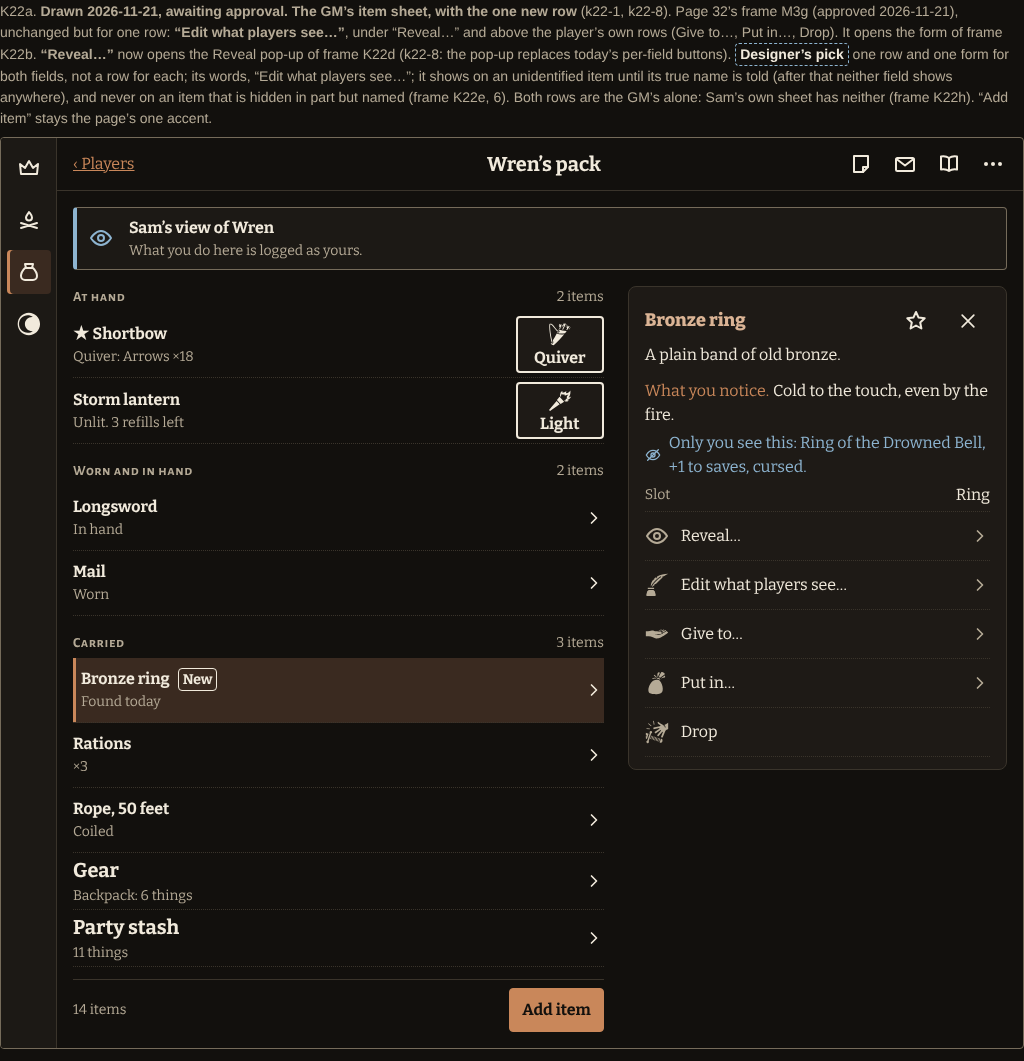 K22a. Drawn 2026-11-21, awaiting approval. The GM’s item sheet, with the one new row (k22-1, k22-8). Page 32’s frame M3g (approved 2026-11-21),
unchanged but for one row: “Edit what players see…”, under “Reveal…” and above the player’s own rows (Give to…, Put in…, Drop). It opens the form of frame
K22b. “Reveal…” now opens the Reveal pop-up of frame K22d (k22-8: the pop-up replaces today’s per-field buttons). Designer’s pick one row and one form for
both fields, not a row for each; its words, “Edit what players see…”; it shows on an unidentified item until its true name is told (after that neither field shows
anywhere), and never on an item that is hidden in part but named (frame K22e, 6). Both rows are the GM’s alone: Sam’s own sheet has neither (frame K22h). “Add
item” stays the page’s one accent.
‹ Players
Wren’s pack
Sam’s view of Wren
What you do here is logged as yours.
At hand
2 items
★ Shortbow
Quiver: Arrows ×18
Quiver
Storm lantern
Unlit. 3 refills left
Light
Worn and in hand
2 items
Longsword
In hand
Mail
Worn
Carried
3 items
Bronze ring New
Found today
Rations
×3
Rope, 50 feet
Coiled
Gear
Backpack: 6 things
Party stash
11 things
14 items
Add item
Bronze ring
A plain band of old bronze.
What you notice. Cold to the touch, even by the
fire.
Only you see this: Ring of the Drowned Bell,
+1 to saves, cursed.
Slot
Ring
Reveal…
Edit what players see…
Give to…
Put in…
Drop